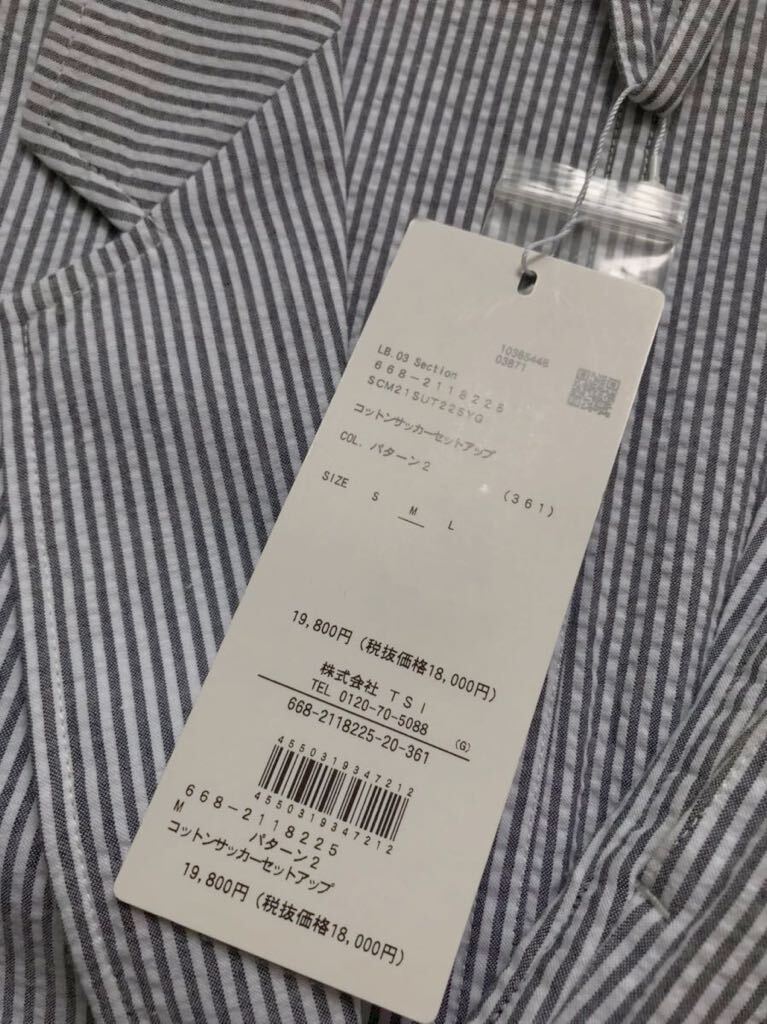 LB.03 Section
10385448
03871
668-2118225
SCM21SUT225YG
コットンサッカーセットアップ
COL. パターン2
(361)
SIZE S M L
19,800円(税抜価格18,000円)
株式会社 TSI
TEL 0120-70-5088
(G)
668-2118225-20-361
4550319347212
4550319347212
668-2118225
M
パターン2
コットンサッカーセットアップ
19,800円(税抜価格18,000円)